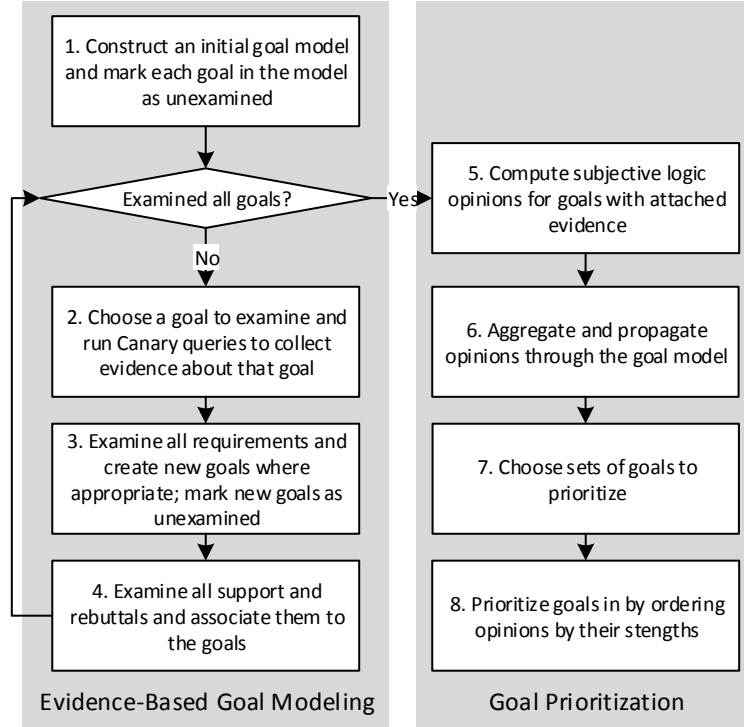 1. Construct an initial goal model
and mark each goal in the model
as unexamined
Examined all goals?
Yes
No
2. Choose a goal to examine and
run Canary queries to collect
evidence about that goal
3. Examine all requirements and
create new goals where
appropriate; mark new goals as
unexamined
4. Examine all support and
rebuttals and associate them to
the goals
Evidence-Based Goal Modeling
5. Compute subjective logic
opinions for goals with attached
evidence
6. Aggregate and propagate
opinions through the goal model
7. Choose sets of goals to
prioritize
8. Prioritize goals in by ordering
opinions by their stengths
Goal Prioritization